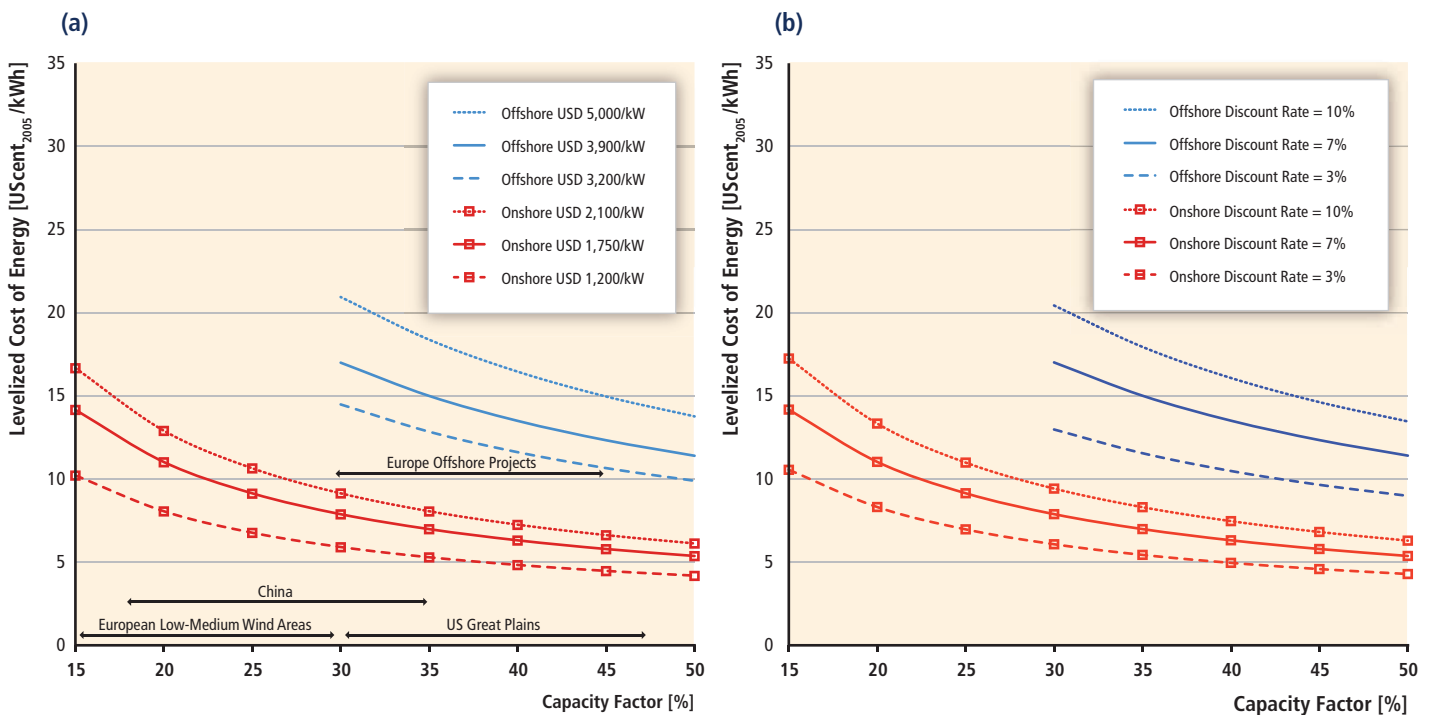 (a)
Levelized Cost of Energy [UScent2005 /kWh]
35
30
25
20
15
10
5
0
Offshore USD 5,000/kW
Offshore USD 3,900/kW
Offshore USD 3,200/kW
Onshore USD 2,100/kW
Onshore USD 1,750/kW
Onshore USD 1,200/kW
Europe Offshore Projects
China
European Low-Medium Wind Areas
US Great Plains
15 20 25 30 35 40 45 50
Capacity Factor [%]
(b)
Levelized Cost of Energy [UScent2005 /kWh]
35
30
25
20
15
10
5
0
Offshore Discount Rate = 10%
Offshore Discount Rate = 7%
Offshore Discount Rate = 3%
Onshore Discount Rate = 10%
Onshore Discount Rate = 7%
Onshore Discount Rate = 3%
15 20 25 30 35 40 45 50
Capacity Factor [%]